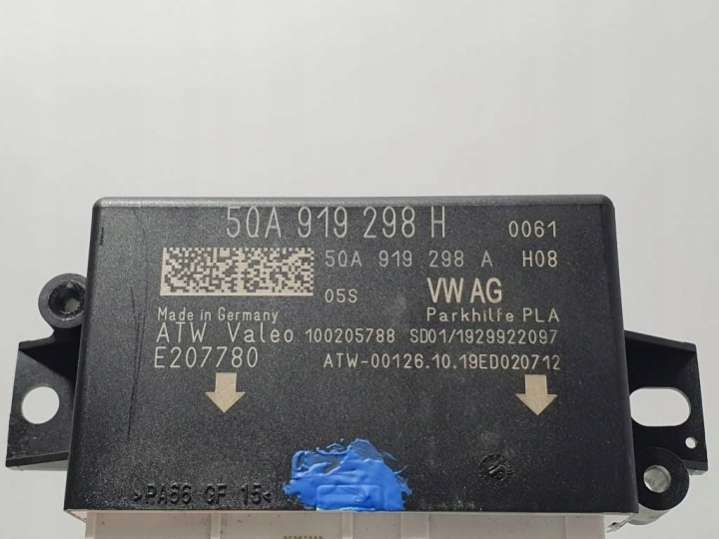 5QA 919 298 H 0061
5QA 919 298 A H08
05S VW AG
Made in Germany Parkhilfe PLA
ATW Valeo 100205788 SD01/1929922097
E207780 ATW-00126.10.19ED020712
>PA66 GF 15<